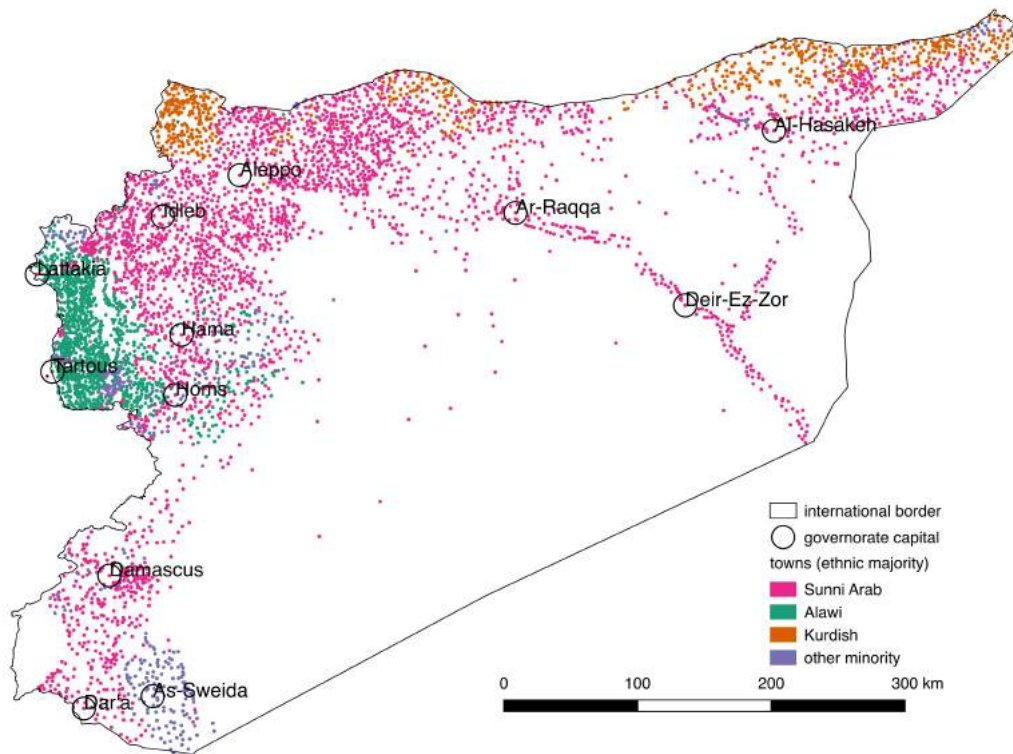 Al-Hasakeh
Aleppo
Idleb
Ar-Raqqa
Lattakia
Deir-Ez-Zor
Hama
Tartous
Homs
Damascus
As-Sweida
Dar'a
international border
governorate capital
towns (ethnic majority)
Sunni Arab
Alawi
Kurdish
other minority
0 100 200 300 km